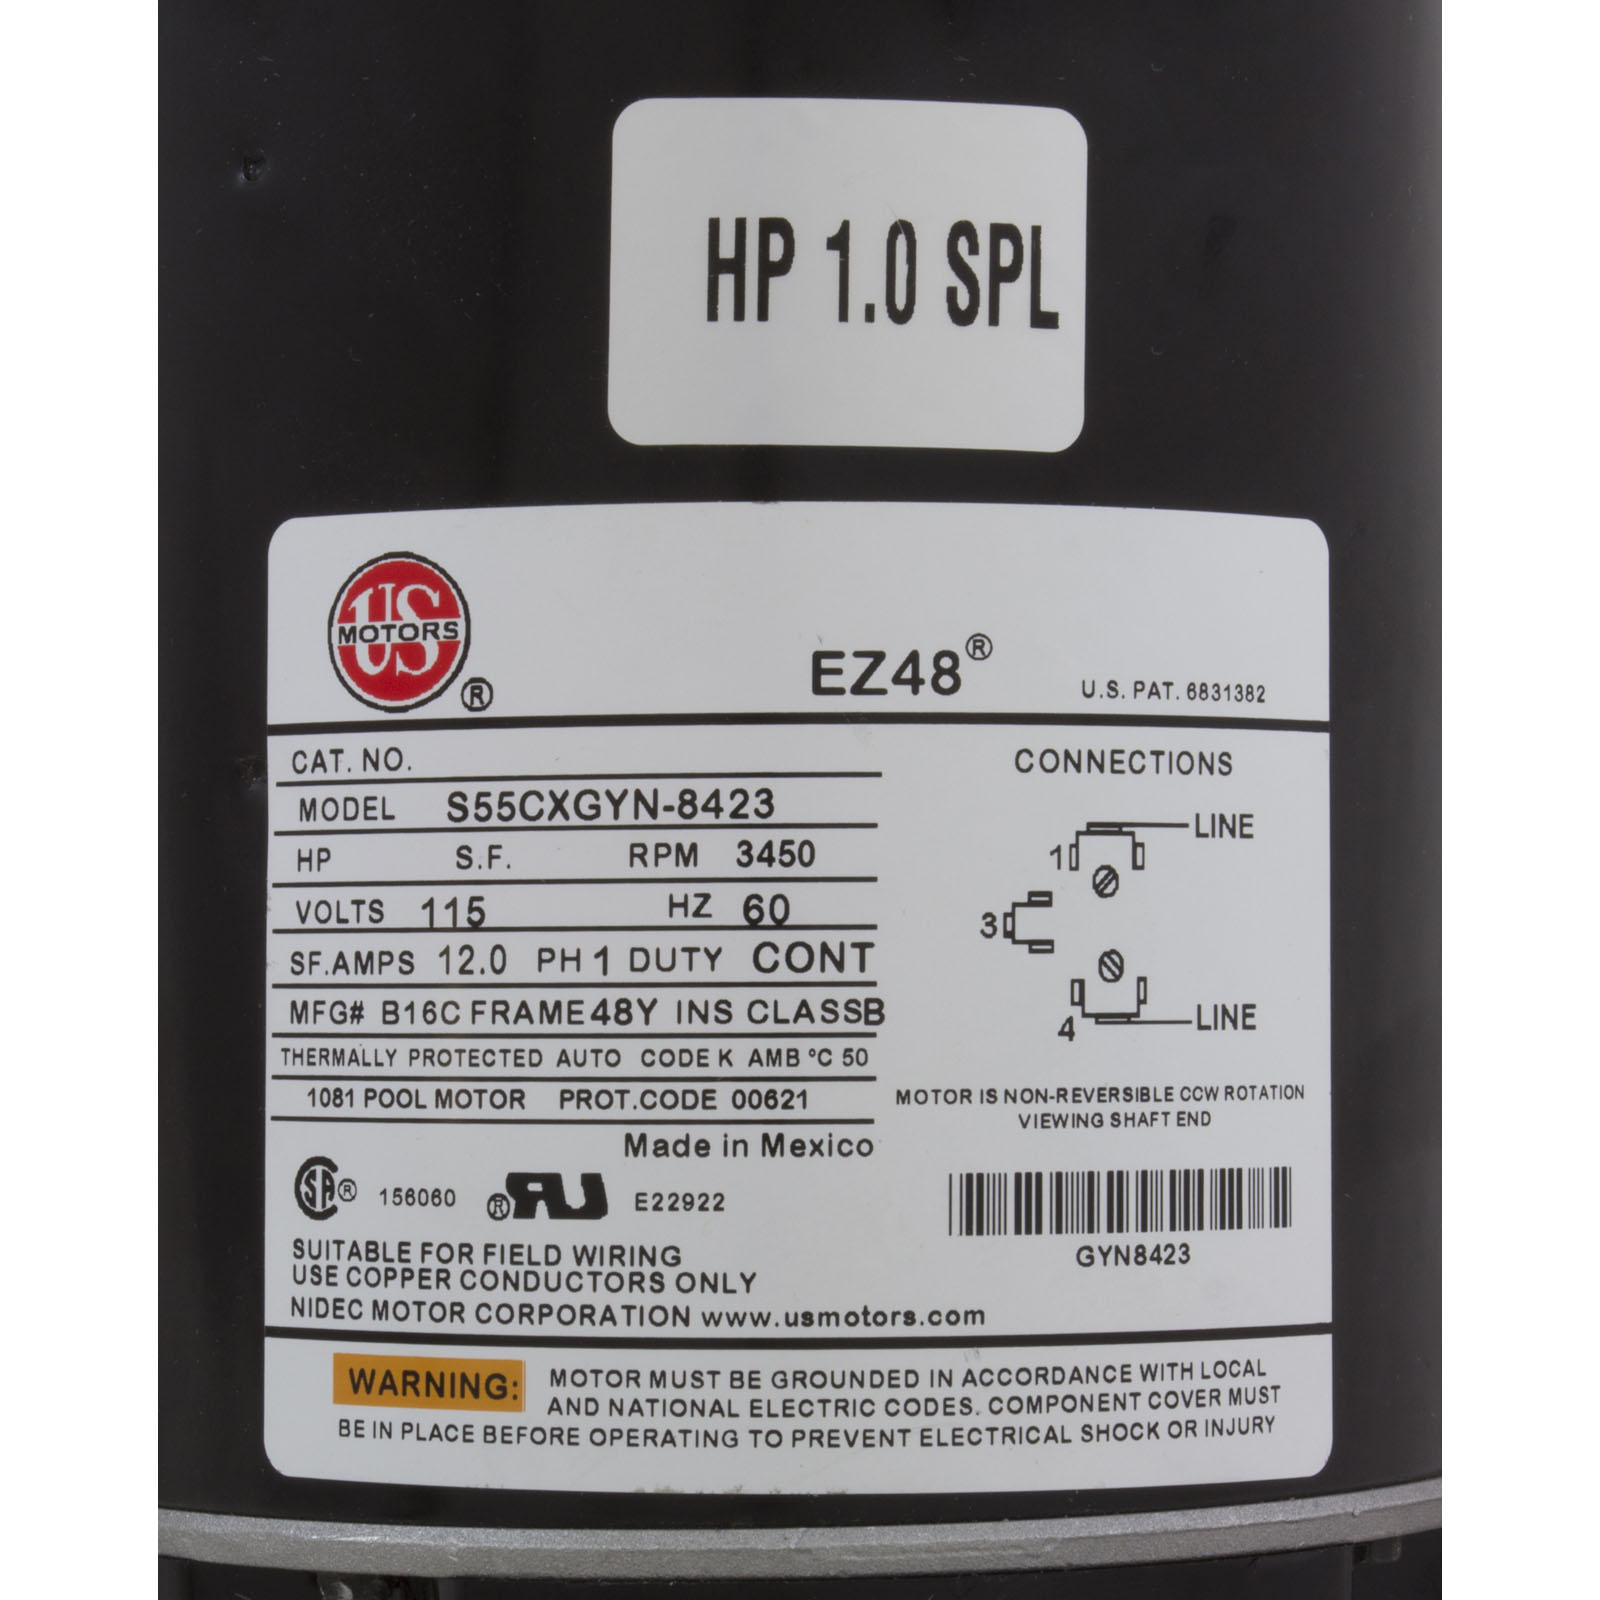 HP 1.0 SPL
US
MOTORS
®
EZ48®
U.S. PAT. 6831382
CAT. NO.
MODEL S55CXGYN-8423
HP S.F. RPM 3450
VOLTS 115 HZ 60
SF.AMPS 12.0 PH 1 DUTY CONT
MFG# B16C FRAME 48Y INS CLASS B
THERMALLY PROTECTED AUTO CODE K AMB °C 50
1081 POOL MOTOR PROT.CODE 00621
Made in Mexico
CONNECTIONS
LINE
1
3
4
LINE
MOTOR IS NON-REVERSIBLE CCW ROTATION
VIEWING SHAFT END
SA® 156060 ®RU E22922
GYN8423
SUITABLE FOR FIELD WIRING
USE COPPER CONDUCTORS ONLY
NIDEC MOTOR CORPORATION www.usmotors.com
WARNING: MOTOR MUST BE GROUNDED IN ACCORDANCE WITH LOCAL
AND NATIONAL ELECTRIC CODES. COMPONENT COVER MUST
BE IN PLACE BEFORE OPERATING TO PREVENT ELECTRICAL SHOCK OR INJURY